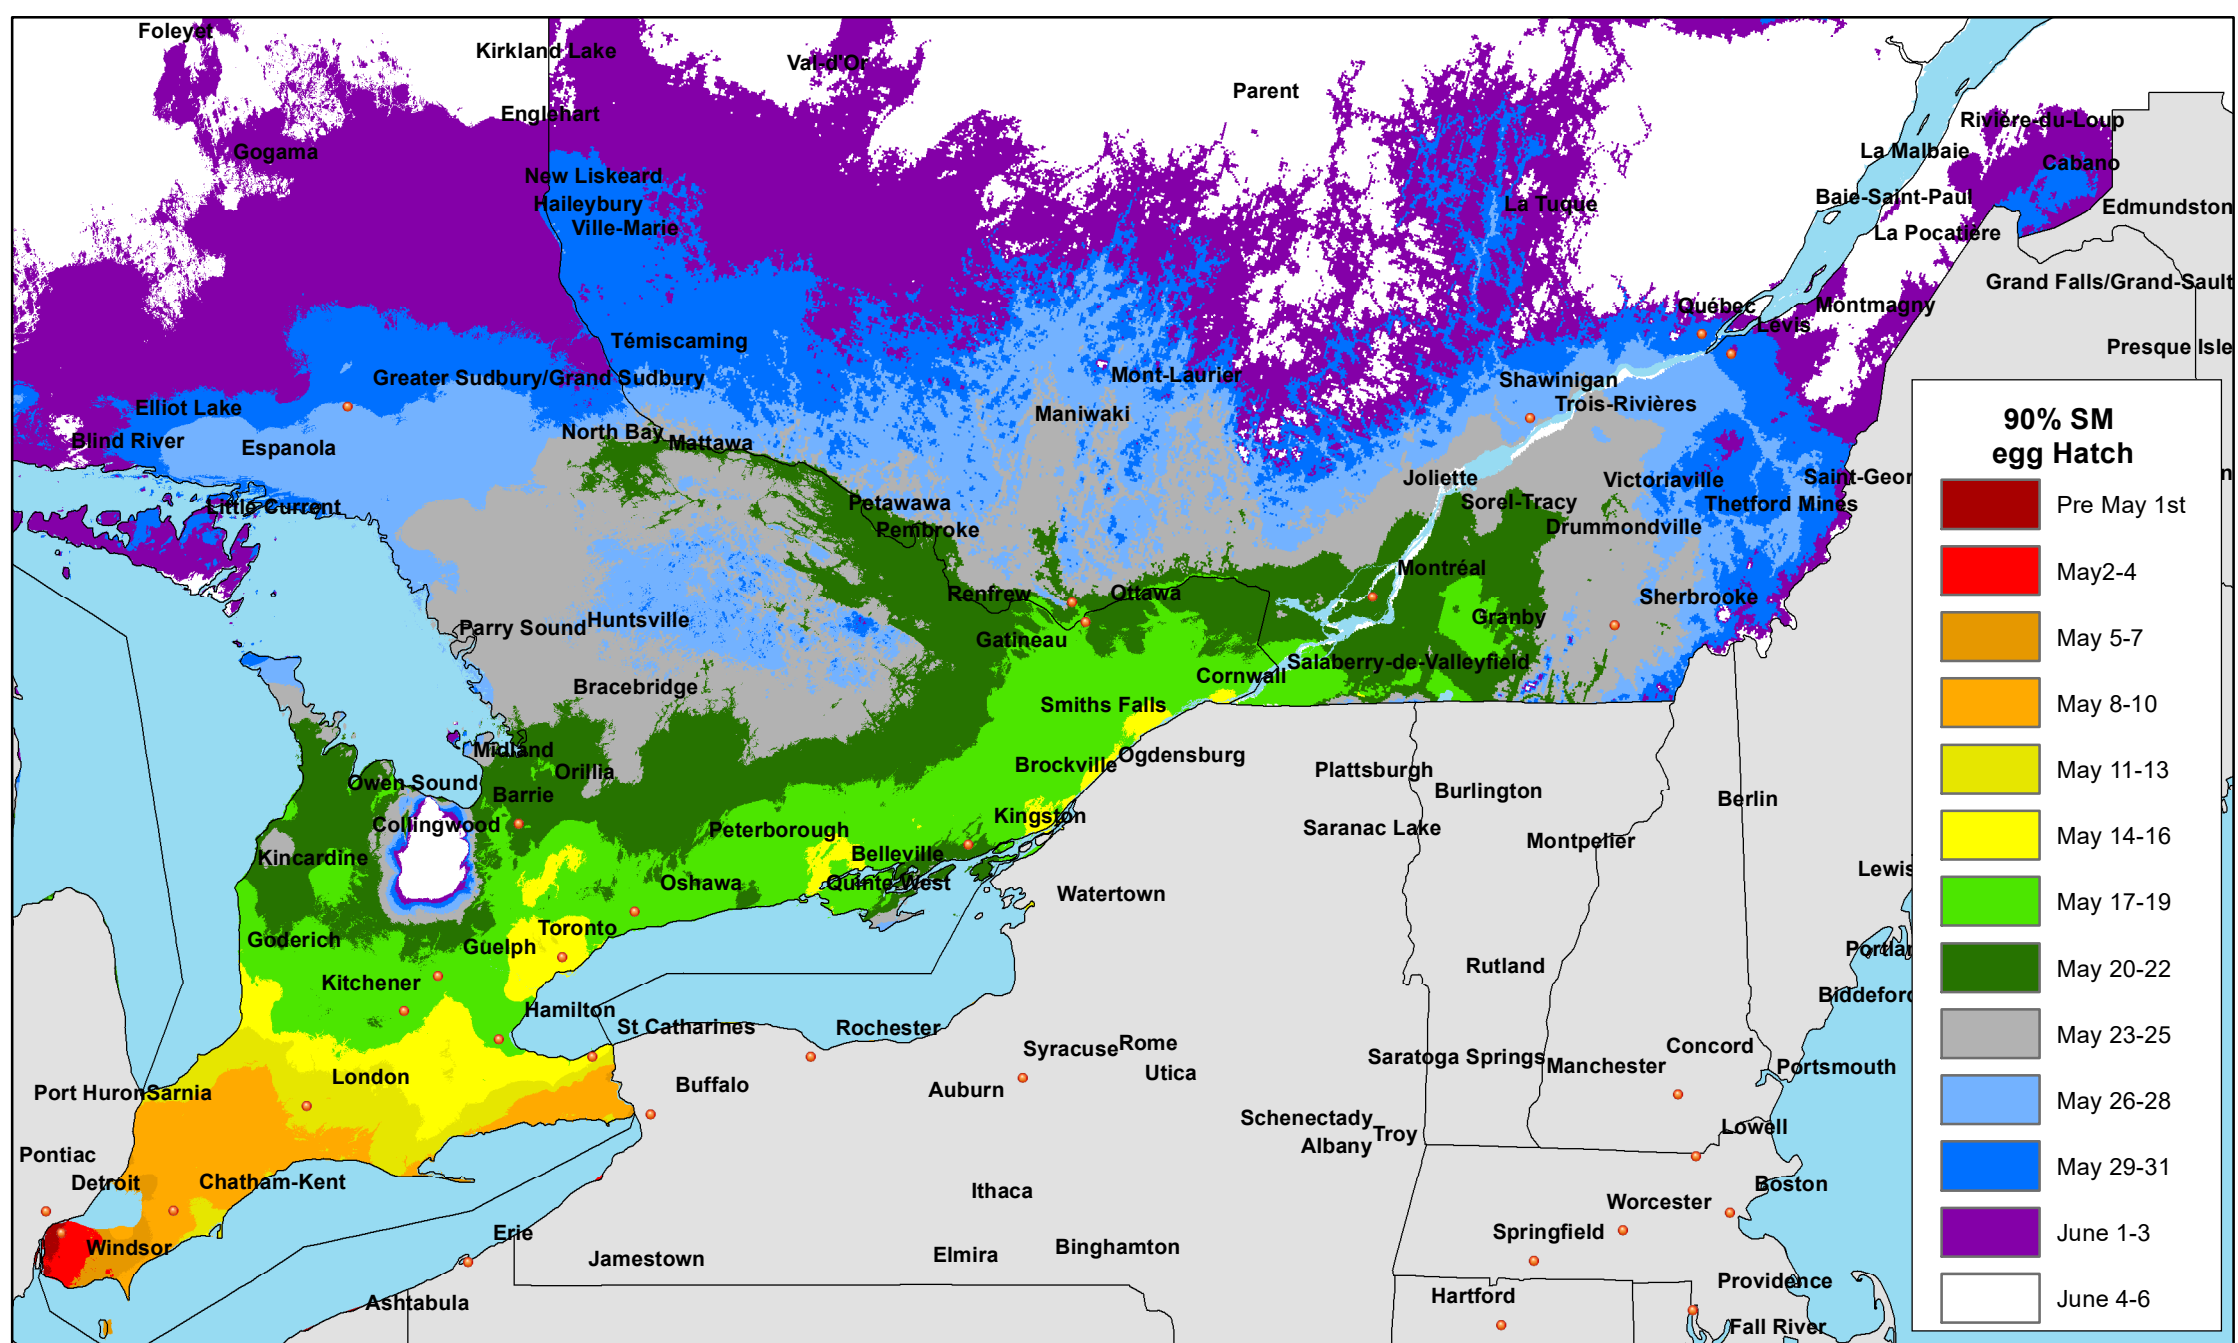 Foleyet
Kirkland Lake
Val-d'Or
Parent
Englehart
Rivière-du-Loup
Gogama
La Malbaie
Cabano
New Liskeard
Haileybury
La Tuque
Baie-Saint-Paul
Edmundston
Ville-Marie
La Pocatière
Grand Falls/Grand-Sault
Québec
Montmagny
Lévis
Témiscaming
Presque Isle
Greater Sudbury/Grand Sudbury
Mont-Laurier
Shawinigan
Elliot Lake
Maniwaki
Trois-Rivières
Blind River
Espanola
North Bay
Mattawa
Joliette
Victoriaville
Saint-Geor
n
Little Current
Petawawa
Sorel-Tracy
Thetford Mines
Pembroke
Drummondville
Montréal
Renfrew
Ottawa
Sherbrooke
Parry Sound
Huntsville
Gatineau
Granby
Salaberry-de-Valleyfield
Cornwall
Bracebridge
Smiths Falls
Midland
Ogdensburg
Orillia
Brockville
Plattsburgh
Owen Sound
Barrie
Burlington
Berlin
Collingwood
Peterborough
Kingston
Saranac Lake
Montpelier
Kincardine
Belleville
Lewis
Oshawa
Quinte-West
Watertown
Goderich
Guelph
Toronto
Portlar
Rutland
Kitchener
Biddeford
Hamilton
St Catharines
Rochester
Syracuse
Rome
Saratoga Springs
Manchester
Concord
Portsmouth
London
Buffalo
Auburn
Utica
Port Huron
Sarnia
Schenectady
Troy
Lowell
Albany
Pontiac
Detroit
Chatham-Kent
Ithaca
Boston
Worcester
Windsor
Erie
Springfield
Jamestown
Elmira
Binghamton
Providence
Ashtabula
Hartford
Fall River
90% SM
egg Hatch
Pre May 1st
May2-4
May 5-7
May 8-10
May 11-13
May 14-16
May 17-19
May 20-22
May 23-25
May 26-28
May 29-31
June 1-3
June 4-6